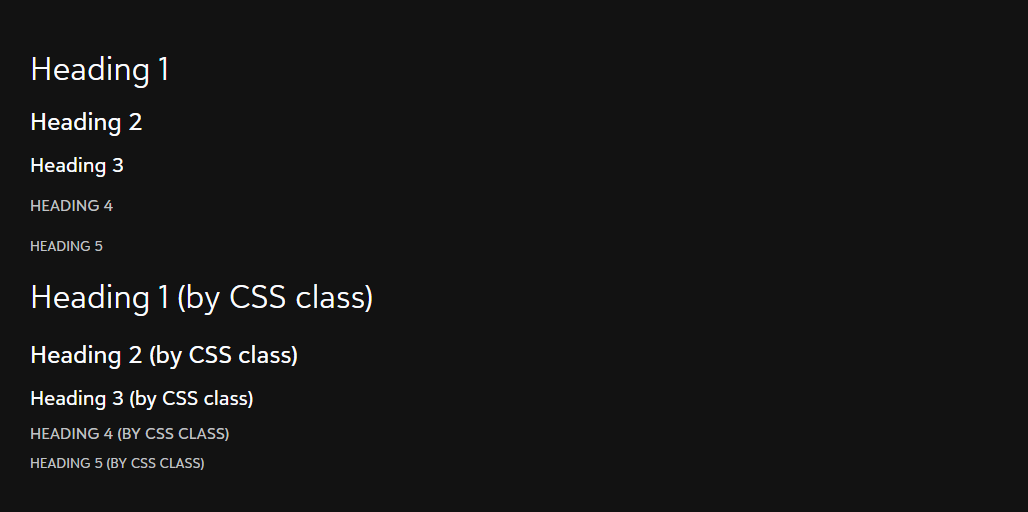 Heading 1
Heading 2
Heading 3
HEADING 4
HEADING 5
Heading 1 (by CSS class)
Heading 2 (by CSS class)
Heading 3 (by CSS class)
HEADING 4 (BY CSS CLASS)
HEADING 5 (BY CSS CLASS)